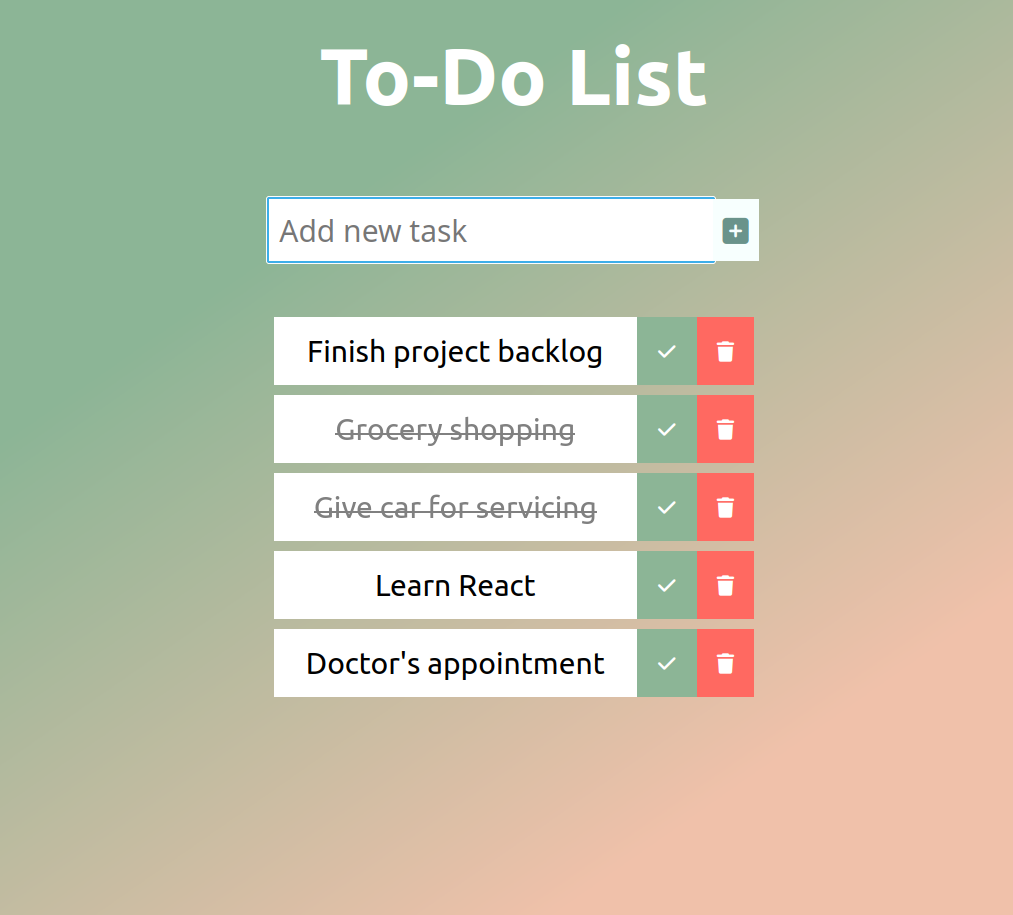 To-Do List
Add new task
Finish project backlog
Grocery shopping
Give car for servicing
Learn React
Doctor's appointment